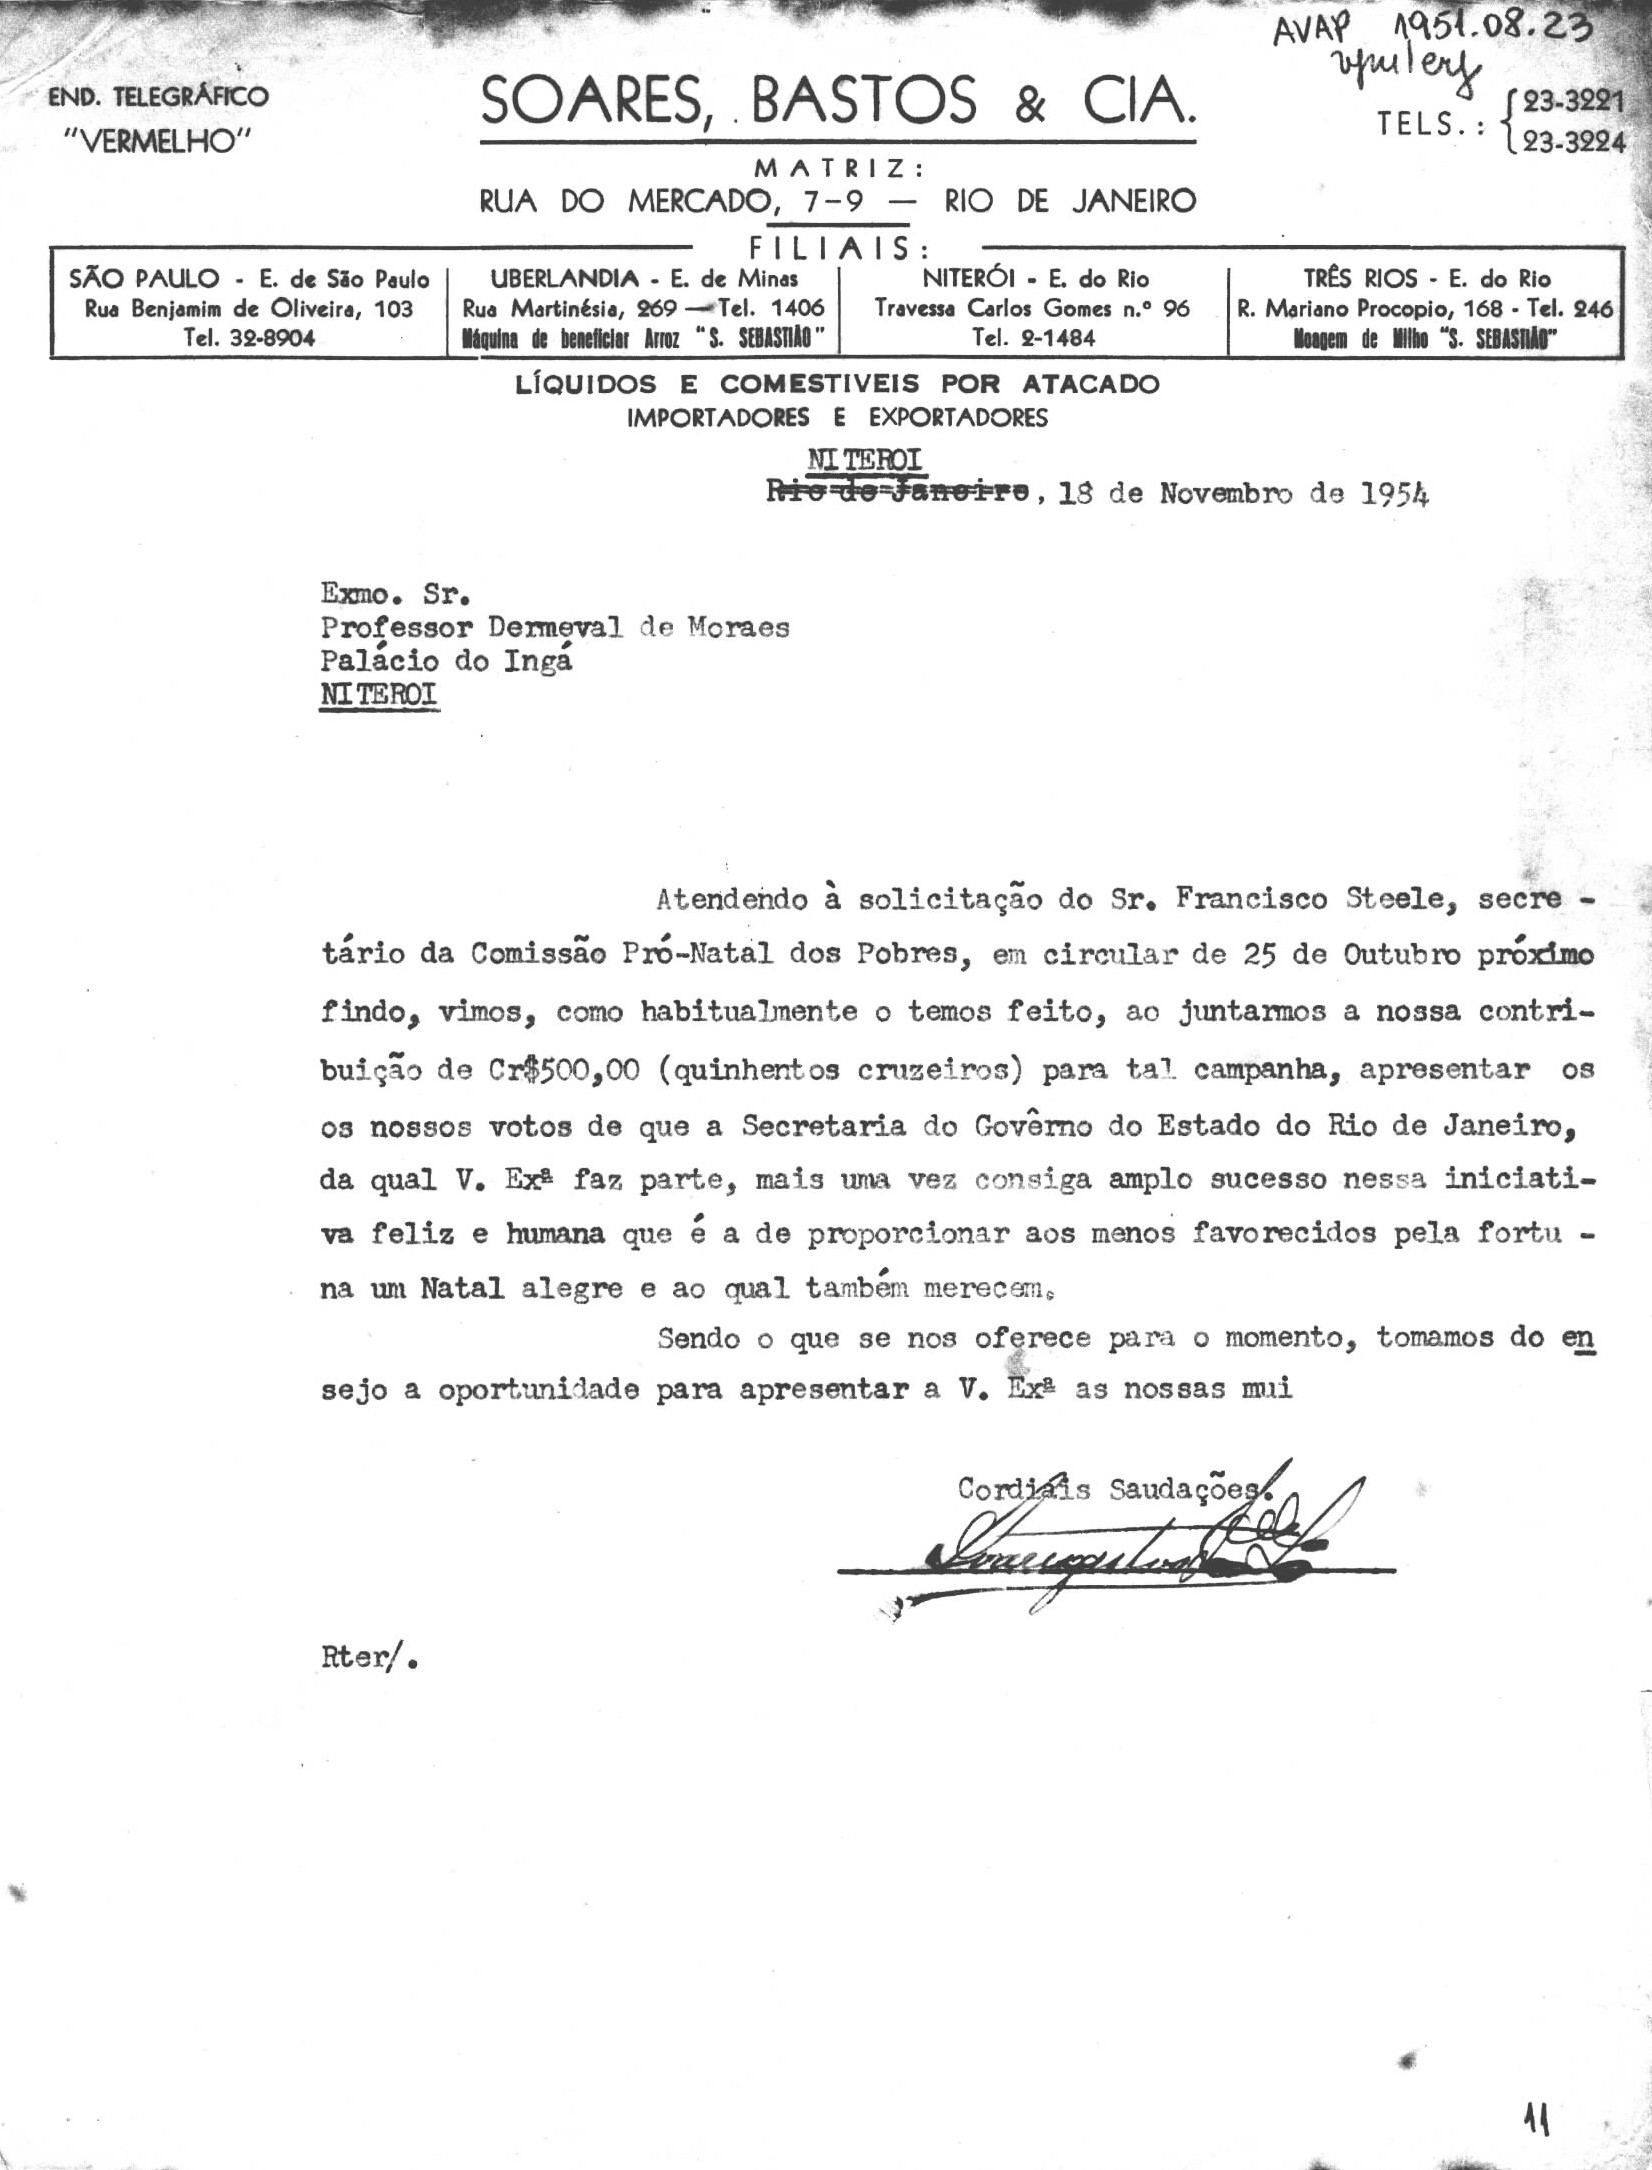 AVAP 1951.08.23
END. TELEGRÁFICO
"VERMELHO"
SOARES, BASTOS & CIA.
TELS.: 23-3221
23-3224
MATRIZ:
RUA DO MERCADO, 7-9 — RIO DE JANEIRO
FILIAIS:
SÃO PAULO - E. de São Paulo
Rua Benjamim de Oliveira, 103
Tel. 32-8904
UBERLANDIA - E. de Minas
Rua Martinésia, 269 — Tel. 1406
Máquina de beneficiar Arroz "S. SEBASTIÃO"
NITERÓI - E. do Rio
Travessa Carlos Gomes n.º 96
Tel. 2-1484
TRÊS RIOS - E. do Rio
R. Mariano Procopio, 168 - Tel. 246
Moagem de Milho "S. SEBASTIÃO"
LÍQUIDOS E COMESTIVEIS POR ATACADO
IMPORTADORES E EXPORTADORES
NITEROI
Rio de Janeiro, 18 de Novembro de 1954
Exmo. Sr.
Professor Dermeval de Moraes
Palácio do Ingá
NITEROI
Atendendo à solicitação do Sr. Francisco Steele, secre -
tário da Comissão Pró-Natal dos Pobres, em circular de 25 de Outubro próximo
findo, vimos, como habitualmente o temos feito, ao juntarmos a nossa contri-
buição de Cr$500,00 (quinhentos cruzeiros) para tal campanha, apresentar os
os nossos votos de que a Secretaria do Govêrno do Estado do Rio de Janeiro,
da qual V. Exª faz parte, mais uma vez consiga amplo sucesso nessa iniciati-
va feliz e humana que é a de proporcionar aos menos favorecidos pela fortu -
na um Natal alegre e ao qual também merecem.
Sendo o que se nos oferece para o momento, tomamos do en
sejo a oportunidade para apresentar a V. Exª as nossas mui
Cordiais Saudações.
Rter/.
11